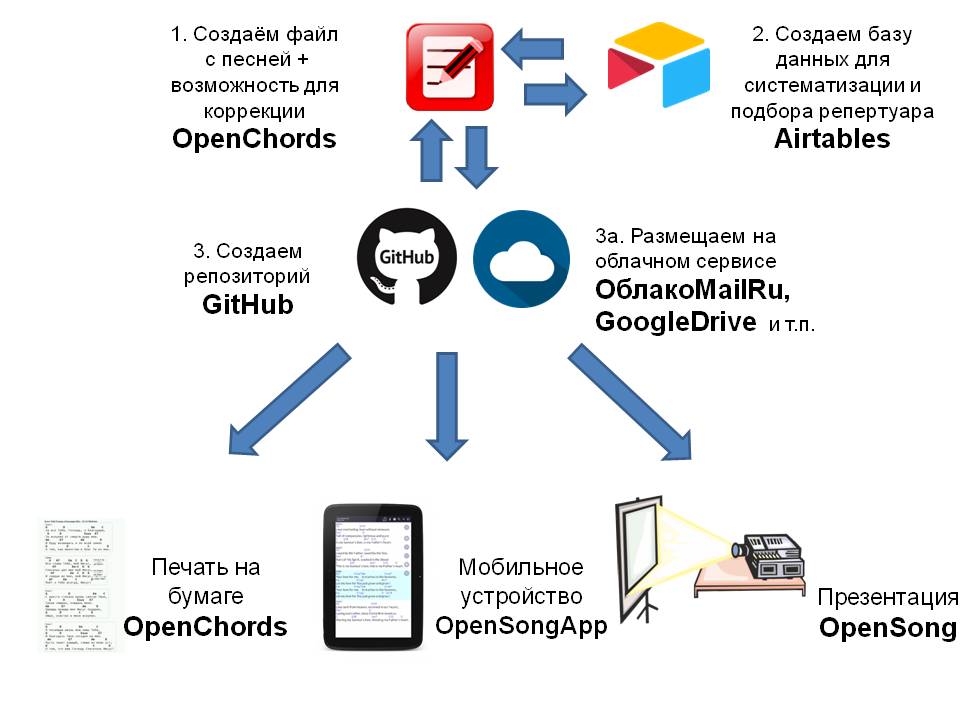 1. Создаём файл
с песней +
возможность для
коррекции
OpenChords
2. Создаем базу
данных для
систематизации и
подбора репертуара
Airtables
3. Создаем
репозиторий
GitHub
GitHub
3а. Размещаем на
облачном сервисе
ОблакоMailRu,
GoogleDrive и т.п.
Печать на
бумаге
OpenChords
Мобильное
устройство
OpenSongApp
Презентация
OpenSong